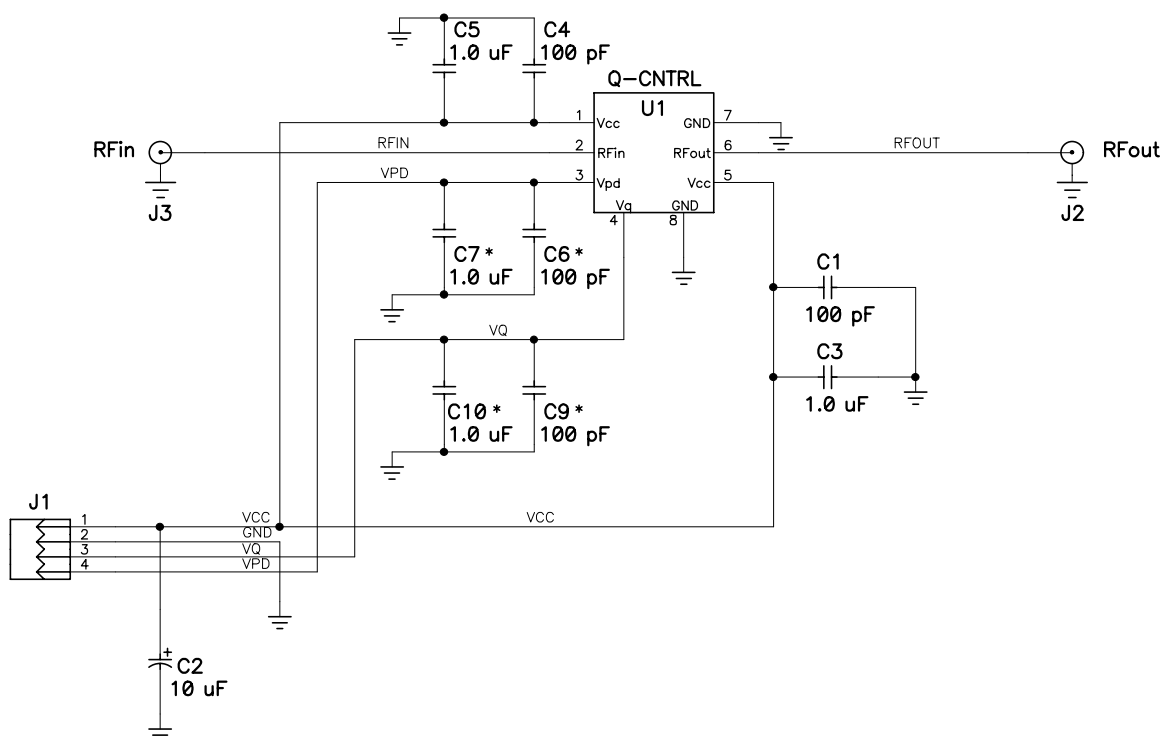 C5
1.0 uF
C4
100 pF
Q-CNTRL
U1
1
Vcc
GND
7
RFin
RFIN
2
RFin
RFout
6
RFOUT
RFout
VPD
3
Vpd
Vcc
5
J3
J2
4
Vq
GND
8
C7*
1.0 uF
C6*
100 pF
C1
100 pF
VQ
C3
1.0 uF
C10*
1.0 uF
C9*
100 pF
J1
1
VCC
VCC
2
GND
3
VQ
4
VPD
+
C2
10 uF